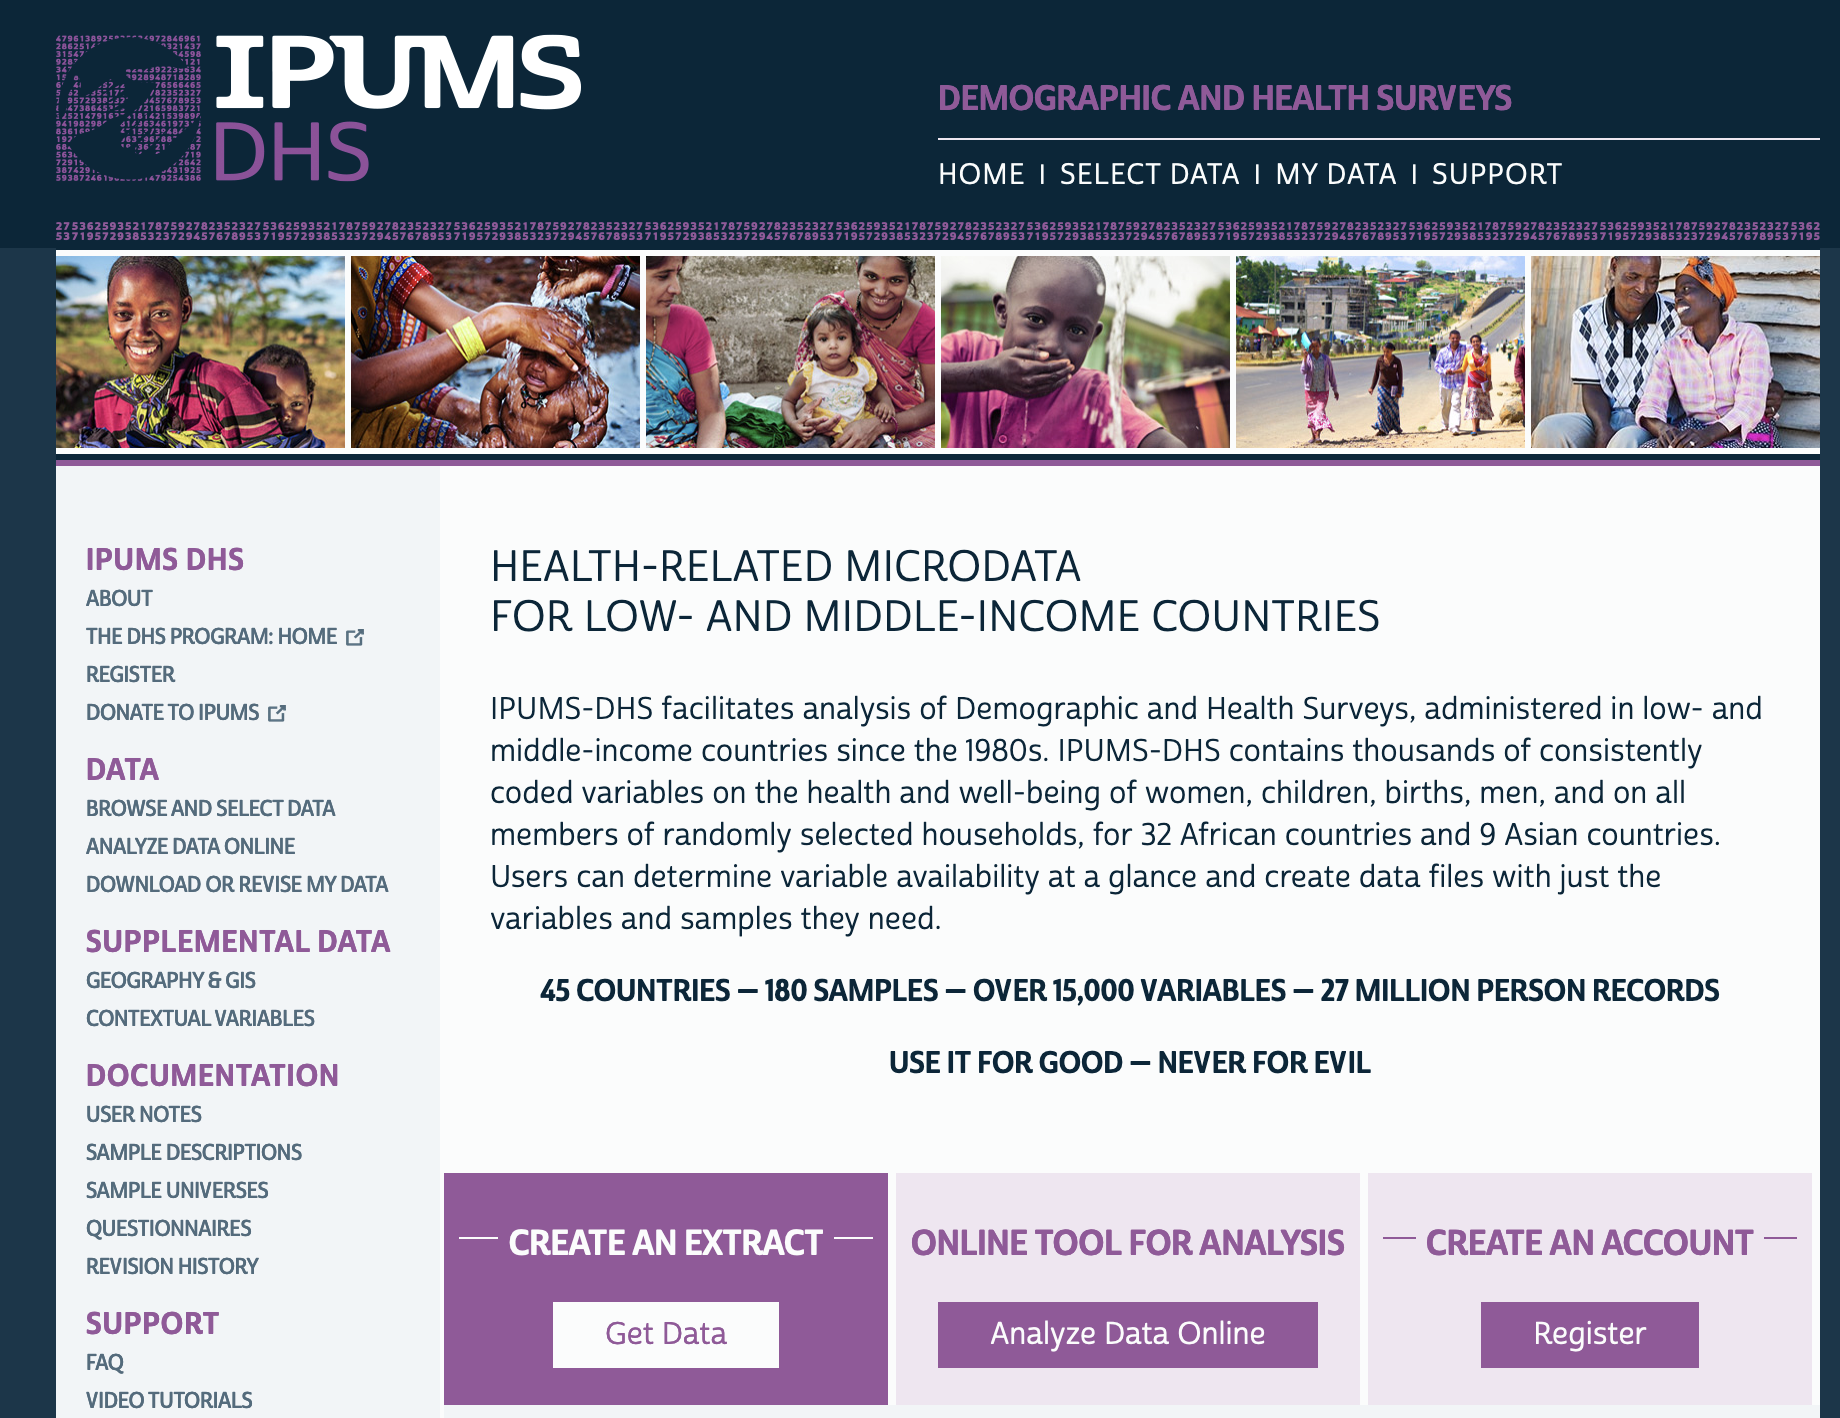 IPUMS
DHS
DEMOGRAPHIC AND HEALTH SURVEYS
HOME | SELECT DATA | MY DATA | SUPPORT
IPUMS DHS
ABOUT
THE DHS PROGRAM: HOME
REGISTER
DONATE TO IPUMS
DATA
BROWSE AND SELECT DATA
ANALYZE DATA ONLINE
DOWNLOAD OR REVISE MY DATA
SUPPLEMENTAL DATA
GEOGRAPHY & GIS
CONTEXTUAL VARIABLES
DOCUMENTATION
USER NOTES
SAMPLE DESCRIPTIONS
SAMPLE UNIVERSES
QUESTIONNAIRES
REVISION HISTORY
SUPPORT
FAQ
VIDEO TUTORIALS
HEALTH-RELATED MICRODATA
FOR LOW- AND MIDDLE-INCOME COUNTRIES
IPUMS-DHS facilitates analysis of Demographic and Health Surveys, administered in low- and
middle-income countries since the 1980s. IPUMS-DHS contains thousands of consistently
coded variables on the health and well-being of women, children, births, men, and on all
members of randomly selected households, for 32 African countries and 9 Asian countries.
Users can determine variable availability at a glance and create data files with just the
variables and samples they need.
45 COUNTRIES — 180 SAMPLES — OVER 15,000 VARIABLES — 27 MILLION PERSON RECORDS
USE IT FOR GOOD — NEVER FOR EVIL
CREATE AN EXTRACT
Get Data
ONLINE TOOL FOR ANALYSIS
Analyze Data Online
CREATE AN ACCOUNT
Register